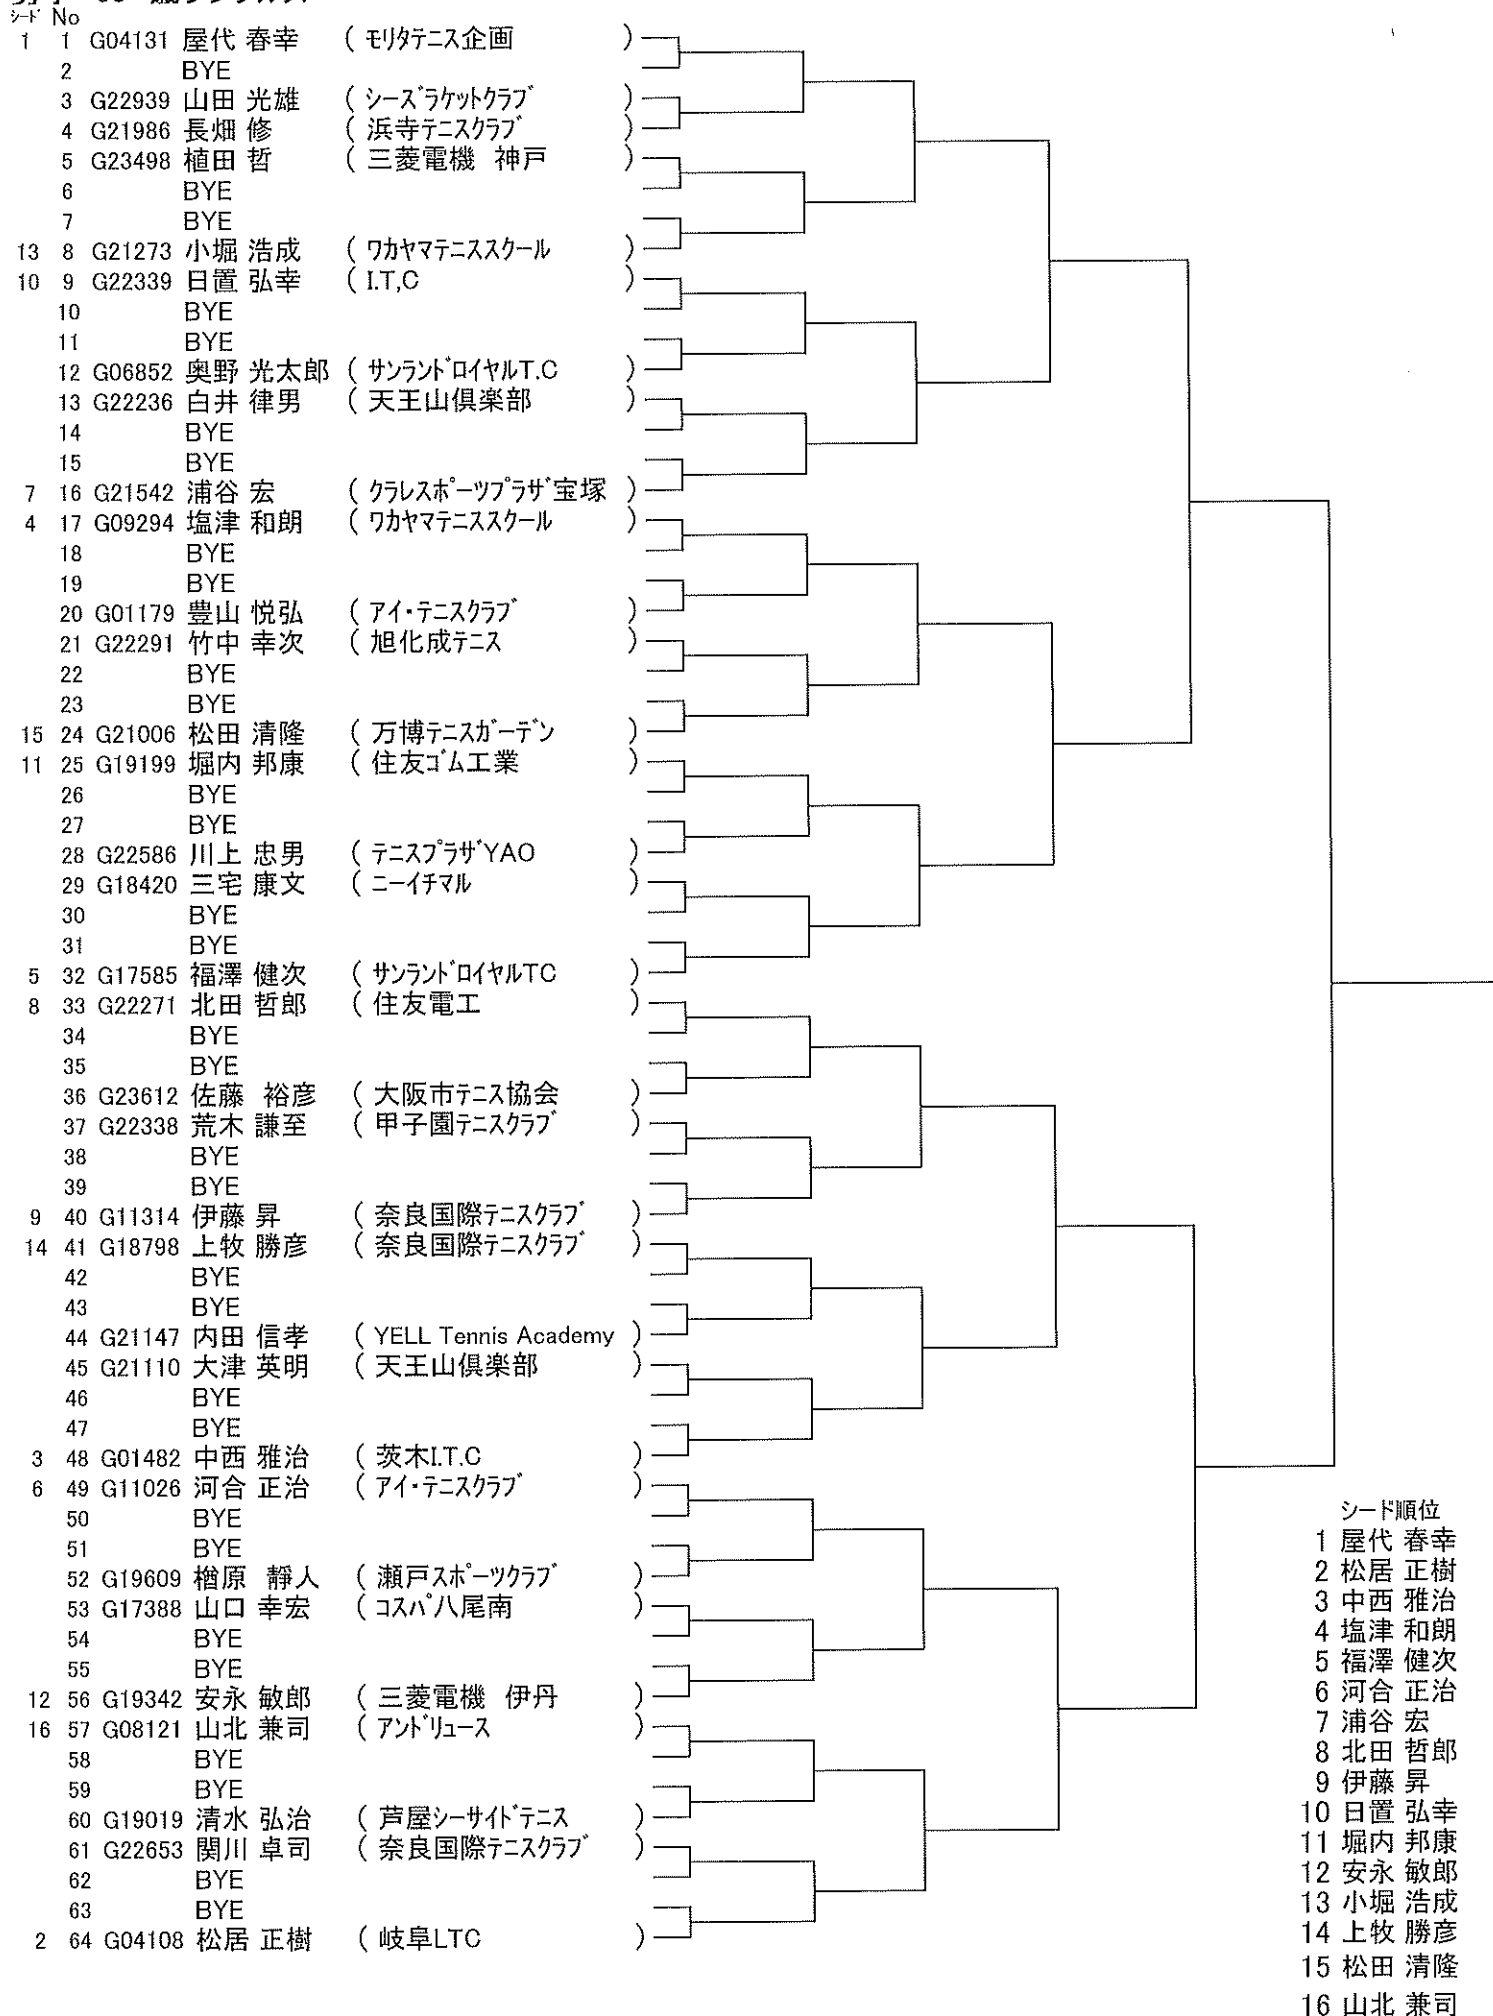 シード No
1 1 G04131 屋代 春幸 ( モリタテニス企画 )
2 BYE
3 G22939 山田 光雄 ( シーズラケットクラブ )
4 G21986 長畑 修 ( 浜寺テニスクラブ )
5 G23498 植田 哲 ( 三菱電機 神戸 )
6 BYE
7 BYE
13 8 G21273 小堀 浩成 ( ワカヤマテニススクール )
10 9 G22339 日置 弘幸 ( I.T,C )
10 BYE
11 BYE
12 G06852 奥野 光太郎 ( サンランドロイヤルT.C )
13 G22236 白井 律男 ( 天王山倶楽部 )
14 BYE
15 BYE
7 16 G21542 浦谷 宏 ( クラレスポーツプラザ宝塚 )
4 17 G09294 塩津 和朗 ( ワカヤマテニススクール )
18 BYE
19 BYE
20 G01179 豊山 悦弘 ( アイ・テニスクラブ )
21 G22291 竹中 幸次 ( 旭化成テニス )
22 BYE
23 BYE
15 24 G21006 松田 清隆 ( 万博テニスガーデン )
11 25 G19199 堀内 邦康 ( 住友ゴム工業 )
26 BYE
27 BYE
28 G22586 川上 忠男 ( テニスプラザYAO )
29 G18420 三宅 康文 ( ニーイチマル )
30 BYE
31 BYE
5 32 G17585 福澤 健次 ( サンランドロイヤルTC )
8 33 G22271 北田 哲郎 ( 住友電工 )
34 BYE
35 BYE
36 G23612 佐藤 裕彦 ( 大阪市テニス協会 )
37 G22338 荒木 謙至 ( 甲子園テニスクラブ )
38 BYE
39 BYE
9 40 G11314 伊藤 昇 ( 奈良国際テニスクラブ )
14 41 G18798 上牧 勝彦 ( 奈良国際テニスクラブ )
42 BYE
43 BYE
44 G21147 内田 信孝 ( YELL Tennis Academy )
45 G21110 大津 英明 ( 天王山倶楽部 )
46 BYE
47 BYE
3 48 G01482 中西 雅治 ( 茨木I.T.C )
6 49 G11026 河合 正治 ( アイ・テニスクラブ )
50 BYE
51 BYE
52 G19609 楢原 靜人 ( 瀬戸スポーツクラブ )
53 G17388 山口 幸宏 ( コスパ八尾南 )
54 BYE
55 BYE
12 56 G19342 安永 敏郎 ( 三菱電機 伊丹 )
16 57 G08121 山北 兼司 ( アンドリュース )
58 BYE
59 BYE
60 G19019 清水 弘治 ( 芦屋シーサイドテニス )
61 G22653 関川 卓司 ( 奈良国際テニスクラブ )
62 BYE
63 BYE
2 64 G04108 松居 正樹 ( 岐阜LTC )
シード順位
1 屋代 春幸
2 松居 正樹
3 中西 雅治
4 塩津 和朗
5 福澤 健次
6 河合 正治
7 浦谷 宏
8 北田 哲郎
9 伊藤 昇
10 日置 弘幸
11 堀内 邦康
12 安永 敏郎
13 小堀 浩成
14 上牧 勝彦
15 松田 清隆
16 山北 兼司